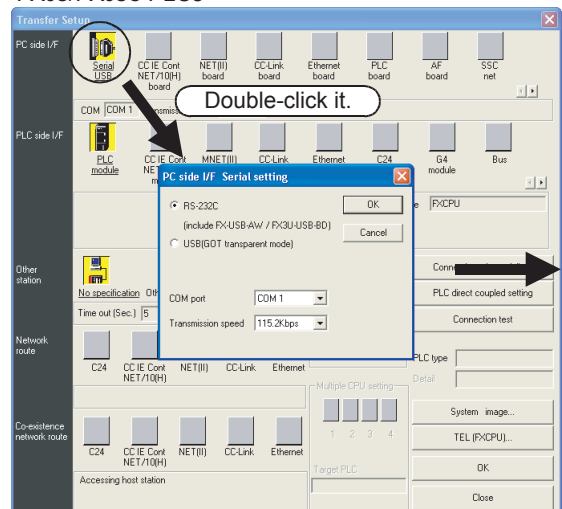 Transfer Setup
PC side I/F
Serial
USB
CC IE Cont
NET/10(H)
board
NET(II)
board
CC-Link
board
Ethernet
board
PLC
board
AF
board
SSC
net
COM COM 1
Double-click it.
PLC side I/F
PLC
module
CC IE Cont
MNET(II)
CC-Link
Ethernet
C24
G4
module
Bus
PC side I/F Serial setting
RS-232C
(include FX-USB-AW / FX3U-USB-BD)
USB(GOT transparent mode)
OK
Cancel
COM port
COM 1
Transmission speed
115.2Kbps
FXCPU
Other
station
No specification
Time out (Sec.) 5
PLC direct coupled setting
Connection test
Network
route
C24
CC IE Cont
NET/10(H)
NET(II)
CC-Link
Ethernet
Multiple CPU setting
1 2 3 4
Target PLC
PLC type
Detail
System image...
TEL (FXCPU)...
OK
Close
Co-existence
network route
C24
CC IE Cont
NET/10(H)
NET(II)
CC-Link
Ethernet
Accessing host station